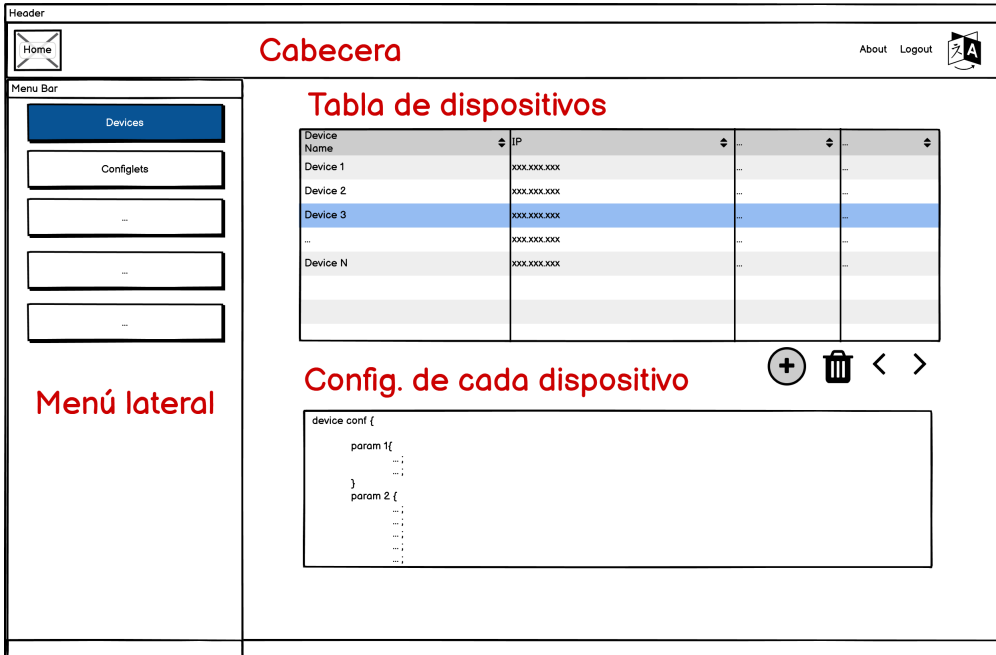 Header
Home
Cabecera
About Logout
Menu Bar
Devices
Configlets
...
...
...
Menú lateral
Tabla de dispositivos
Device Name IP ... ...
Device 1 xxx.xxx.xxx ... ...
Device 2 xxx.xxx.xxx ... ...
Device 3 xxx.xxx.xxx ... ...
... xxx.xxx.xxx ... ...
Device N xxx.xxx.xxx ... ...
Config. de cada dispositivo
device conf {
param 1{
... ;
... ;
}
param 2 {
... ;
... ;
... ;
... ;
... ;